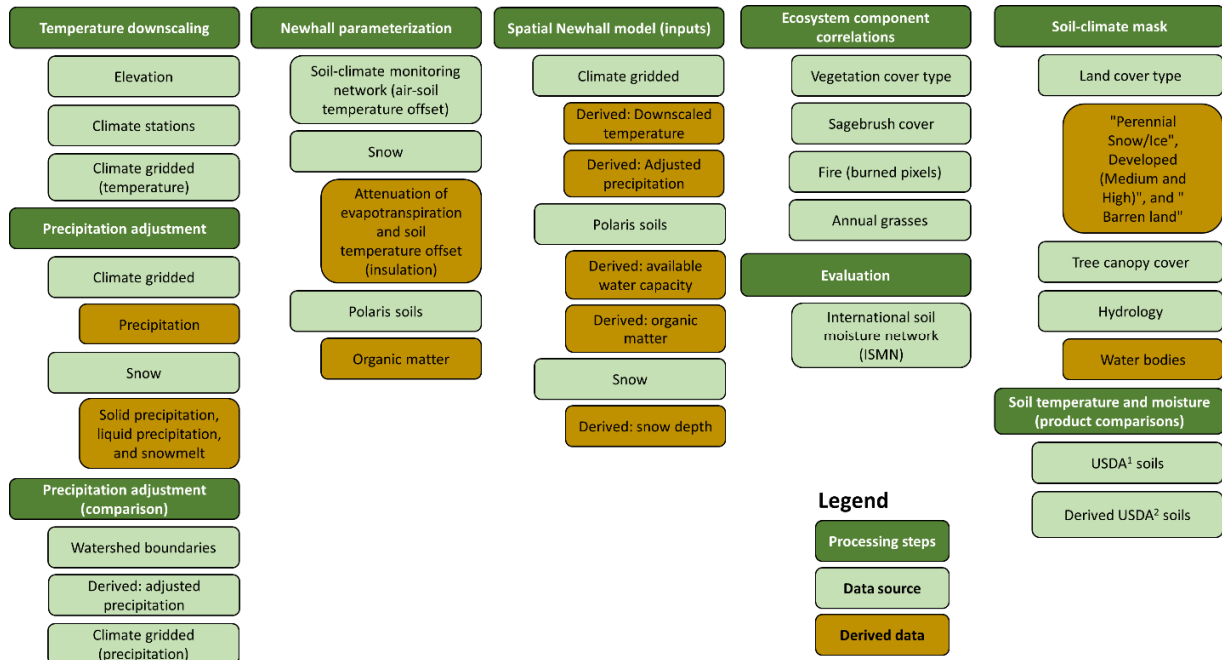 Temperature downscaling
Elevation
Climate stations
Climate gridded
(temperature)
Precipitation adjustment
Climate gridded
Precipitation
Snow
Solid precipitation,
liquid precipitation,
and snowmelt
Precipitation adjustment
(comparison)
Watershed boundaries
Derived: adjusted
precipitation
Climate gridded
(precipitation)
Newhall parameterization
Soil-climate monitoring
network (air-soil
temperature offset)
Snow
Attenuation of
evapotranspiration
and soil
temperature offset
(insulation)
Polaris soils
Organic matter
Spatial Newhall model (inputs)
Climate gridded
Derived: Downscaled
temperature
Derived: Adjusted
precipitation
Polaris soils
Derived: available
water capacity
Derived: organic
matter
Snow
Derived: snow depth
Ecosystem component
correlations
Vegetation cover type
Sagebrush cover
Fire (burned pixels)
Annual grasses
Evaluation
International soil
moisture network
(ISMN)
Soil-climate mask
Land cover type
"Perennial
Snow/Ice",
Developed
(Medium and
High)", and "
Barren land"
Tree canopy cover
Hydrology
Water bodies
Soil temperature and moisture
(product comparisons)
USDA¹ soils
Derived USDA² soils
Legend
Processing steps
Data source
Derived data